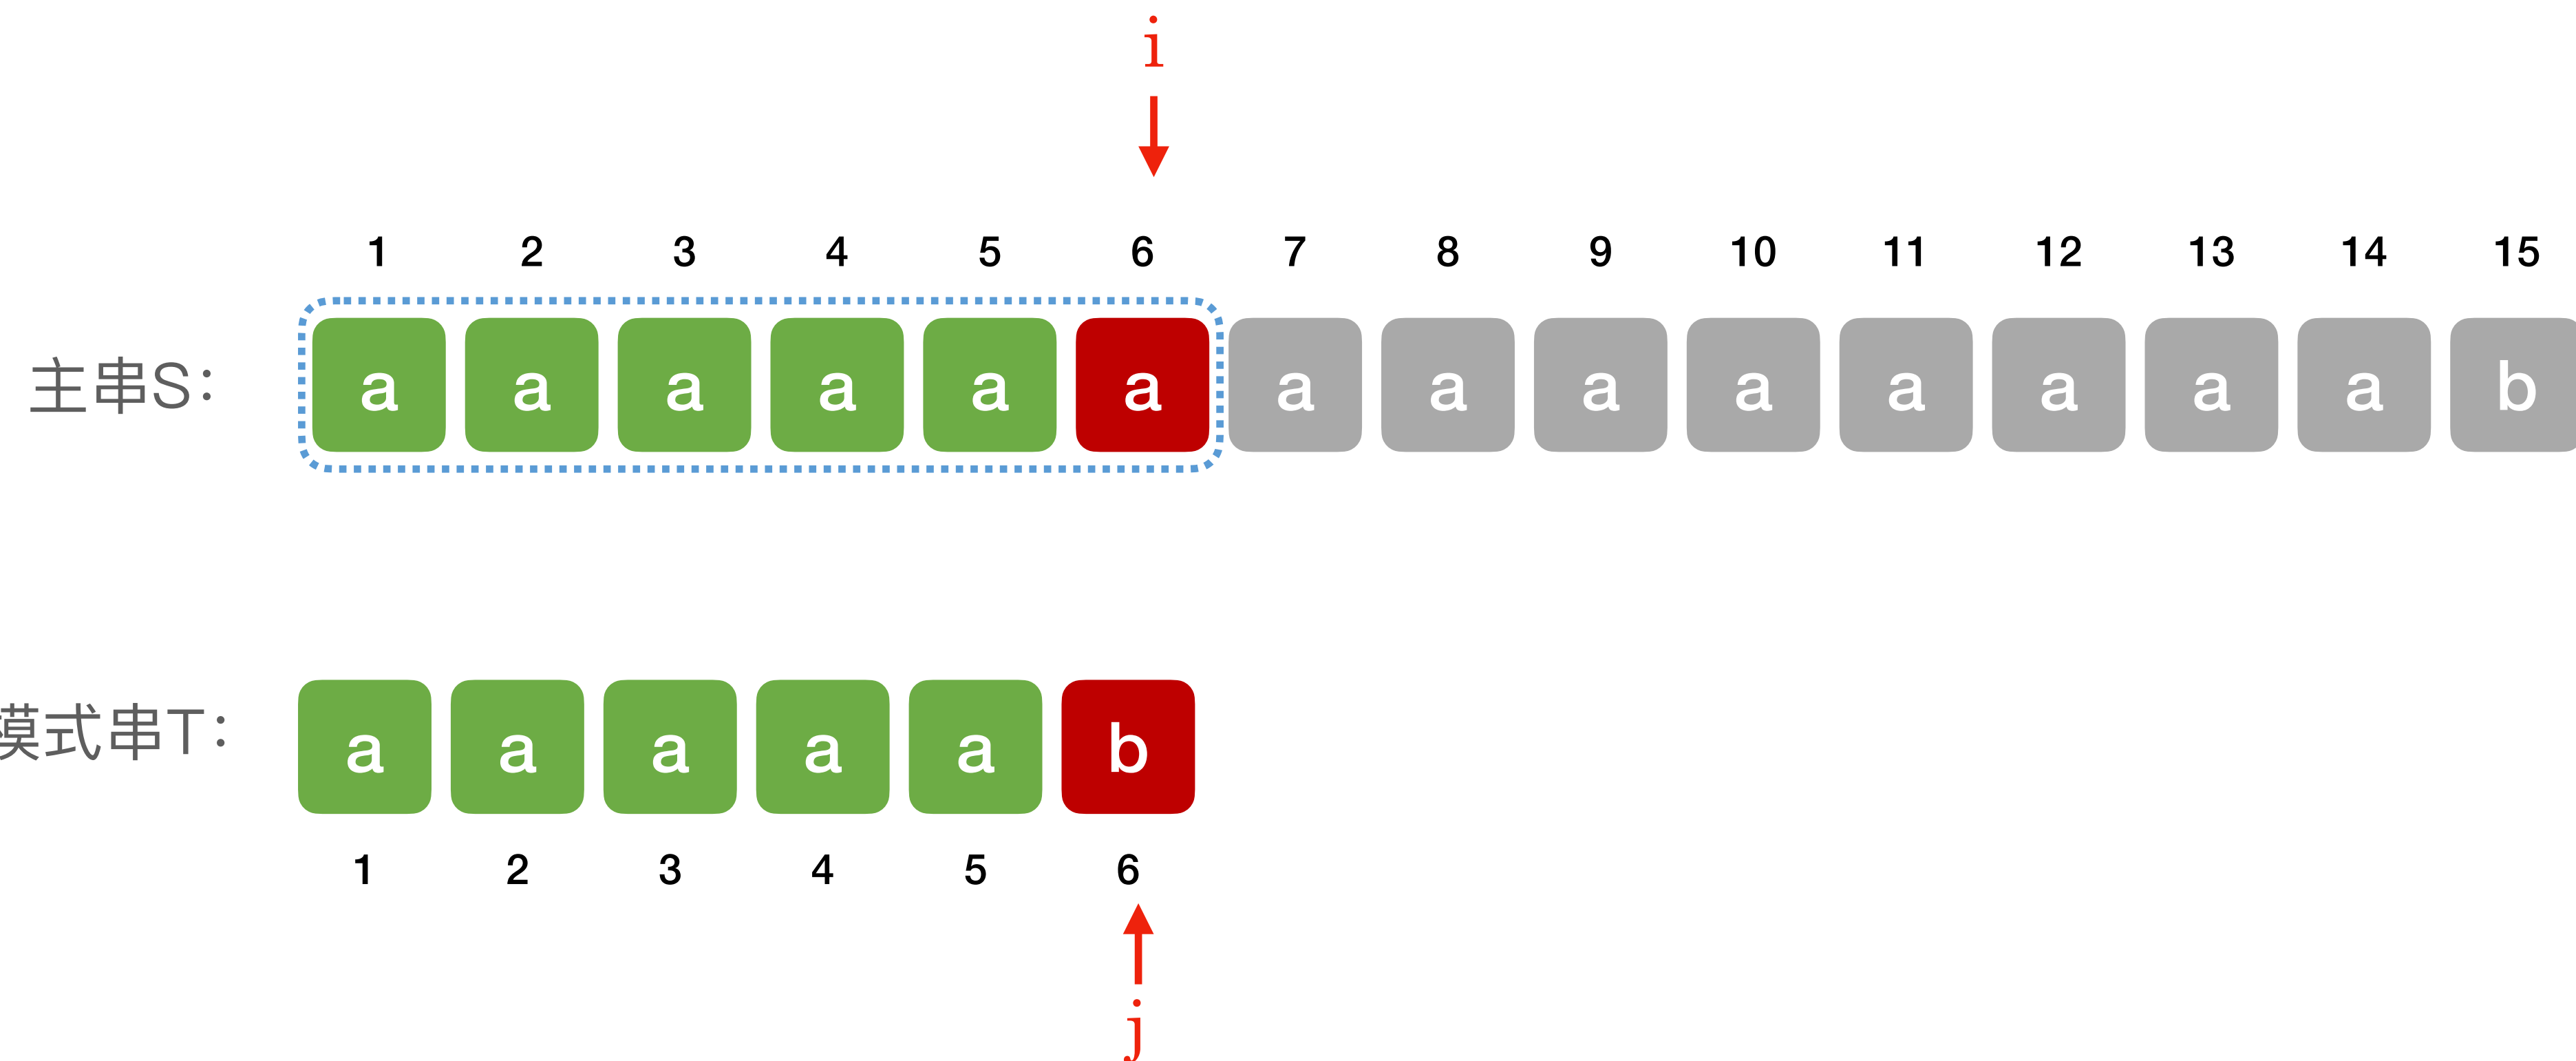 i
1 2 3 4 5 6 7 8 9 10 11 12 13 14 15
主串S: a a a a a a a a a a a a a a b
模式串T: a a a a a b
1 2 3 4 5 6
j